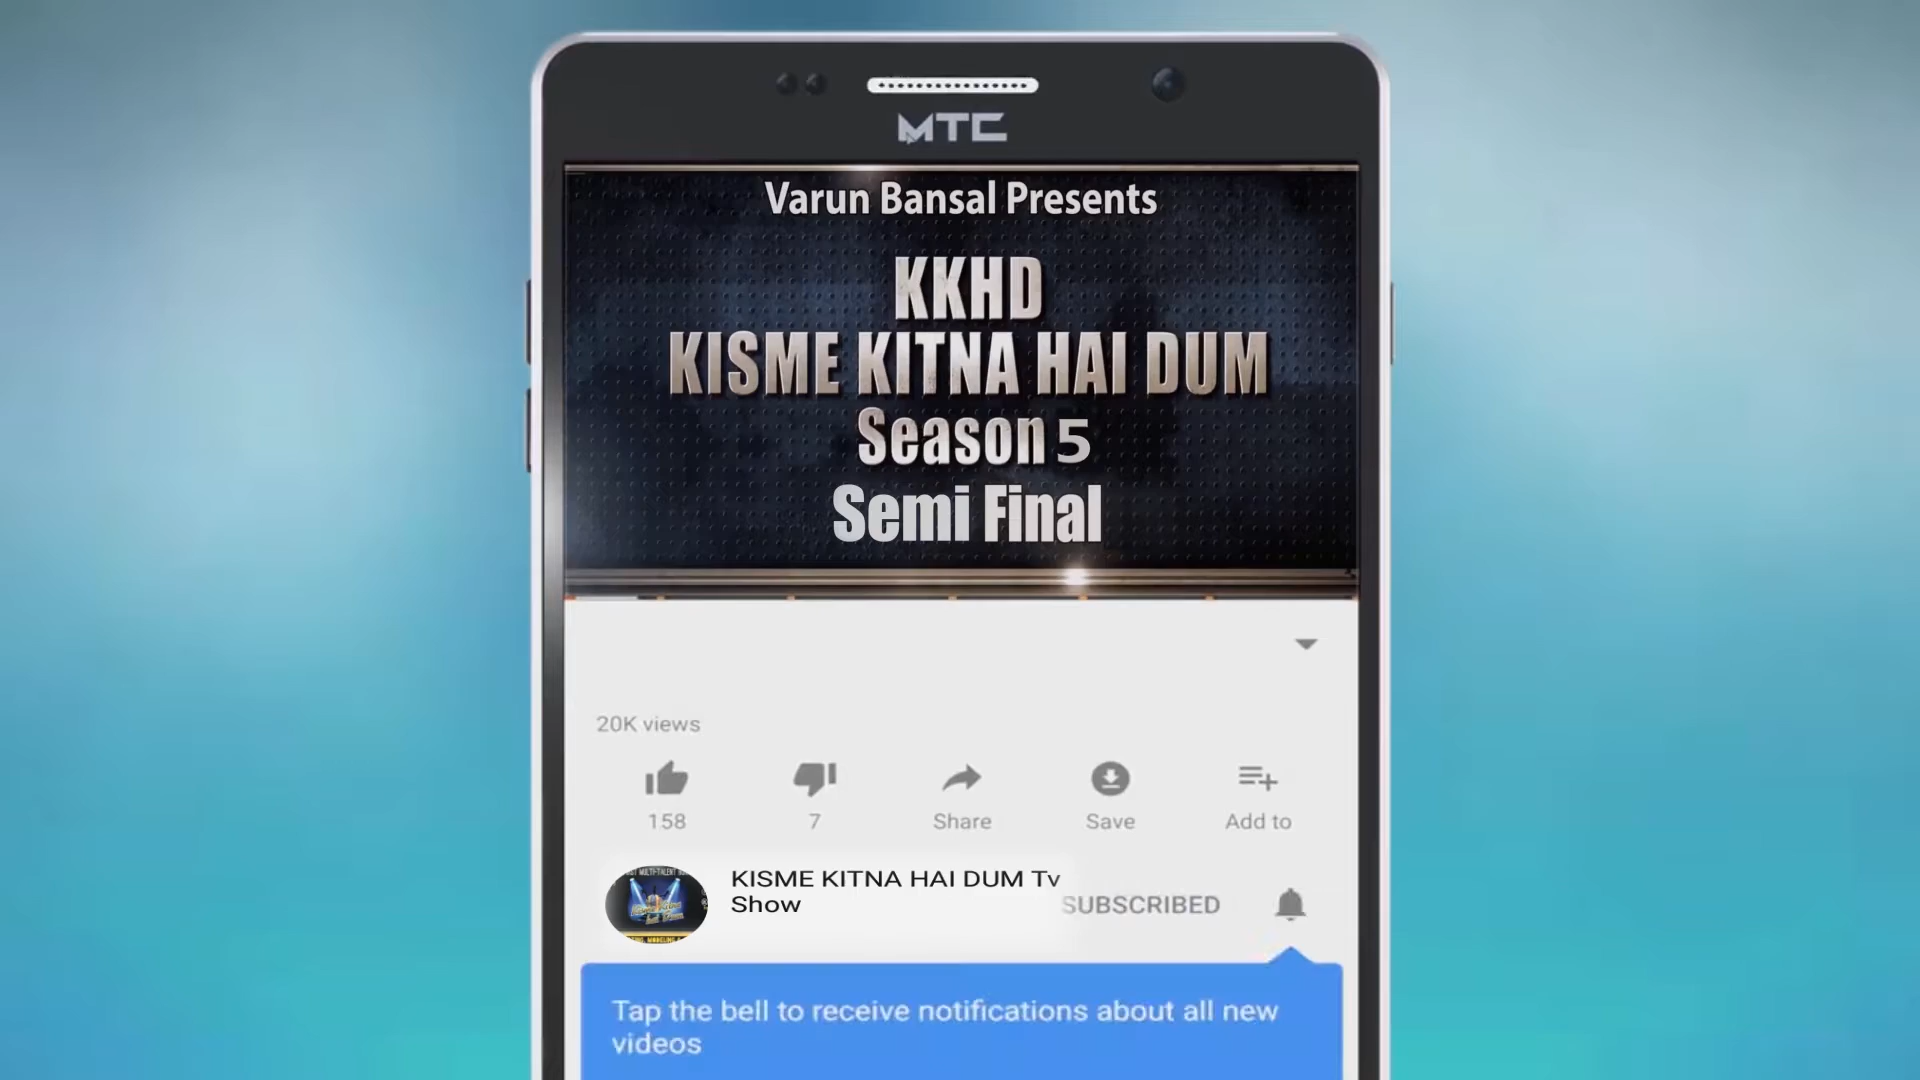 MTC
Varun Bansal Presents
KKHD
KISME KITNA HAI DUM
Season 5
Semi Final
20K views
158
7
Share
Save
Add to
KISME KITNA HAI DUM Tv
Show
SUBSCRIBED
Tap the bell to receive notifications about all new
videos